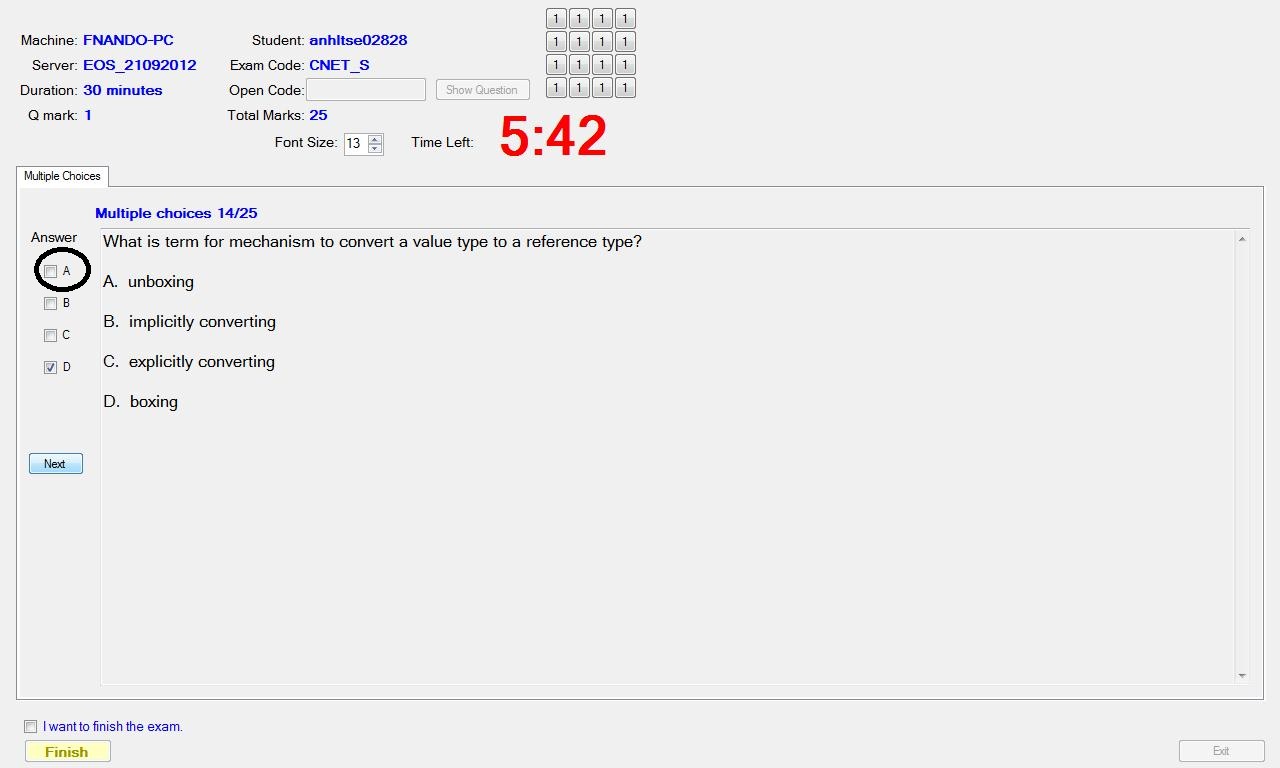 Machine: FNANDO-PC
Student: anhltse02828
Server: EOS_21092012
Exam Code: CNET_S
Duration: 30 minutes
Open Code:
Show Question
Q mark: 1
Total Marks: 25
1 1 1 1
1 1 1 1
1 1 1 1
1 1 1 1
Font Size: 13
Time Left: 5:42
Multiple Choices
Multiple choices 14/25
Answer
A
B
C
D
Next
What is term for mechanism to convert a value type to a reference type?
A. unboxing
B. implicitly converting
C. explicitly converting
D. boxing
I want to finish the exam.
Finish
Exit